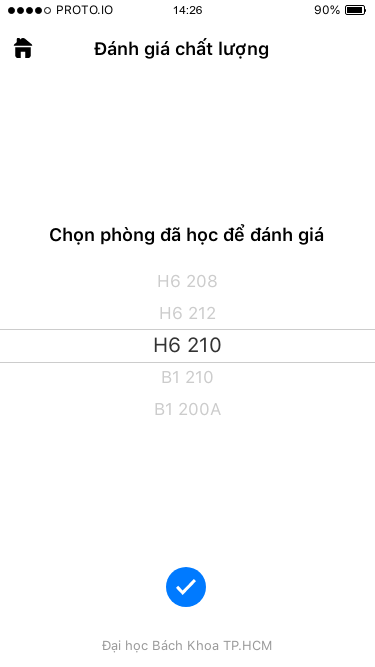 PROTO.IO 14:26 90%
Đánh giá chất lượng
Chọn phòng đã học để đánh giá
H6 208
H6 212
H6 210
B1 210
B1 200A
Đại học Bách Khoa TP.HCM